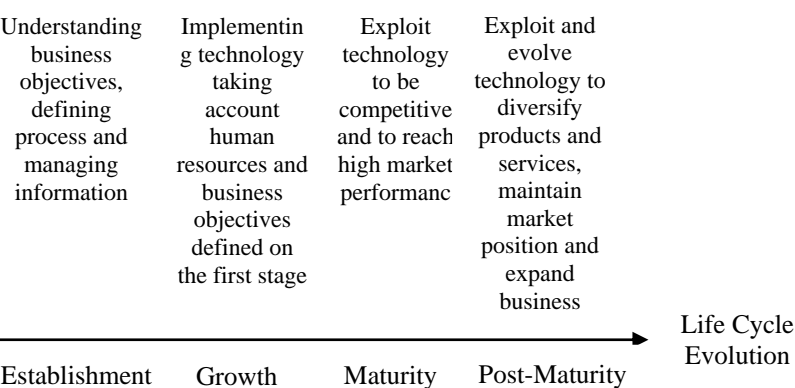 Understanding
business
objectives,
defining
process and
managing
information
Implementin
g technology
taking
account
human
resources and
business
objectives
defined on
the first stage
Exploit
technology
to be
competitive
and to reach
high market
performanc
Exploit and
evolve
technology to
diversify
products and
services,
maintain
market
position and
expand
business
Life Cycle
Evolution
Establishment
Growth
Maturity
Post-Maturity